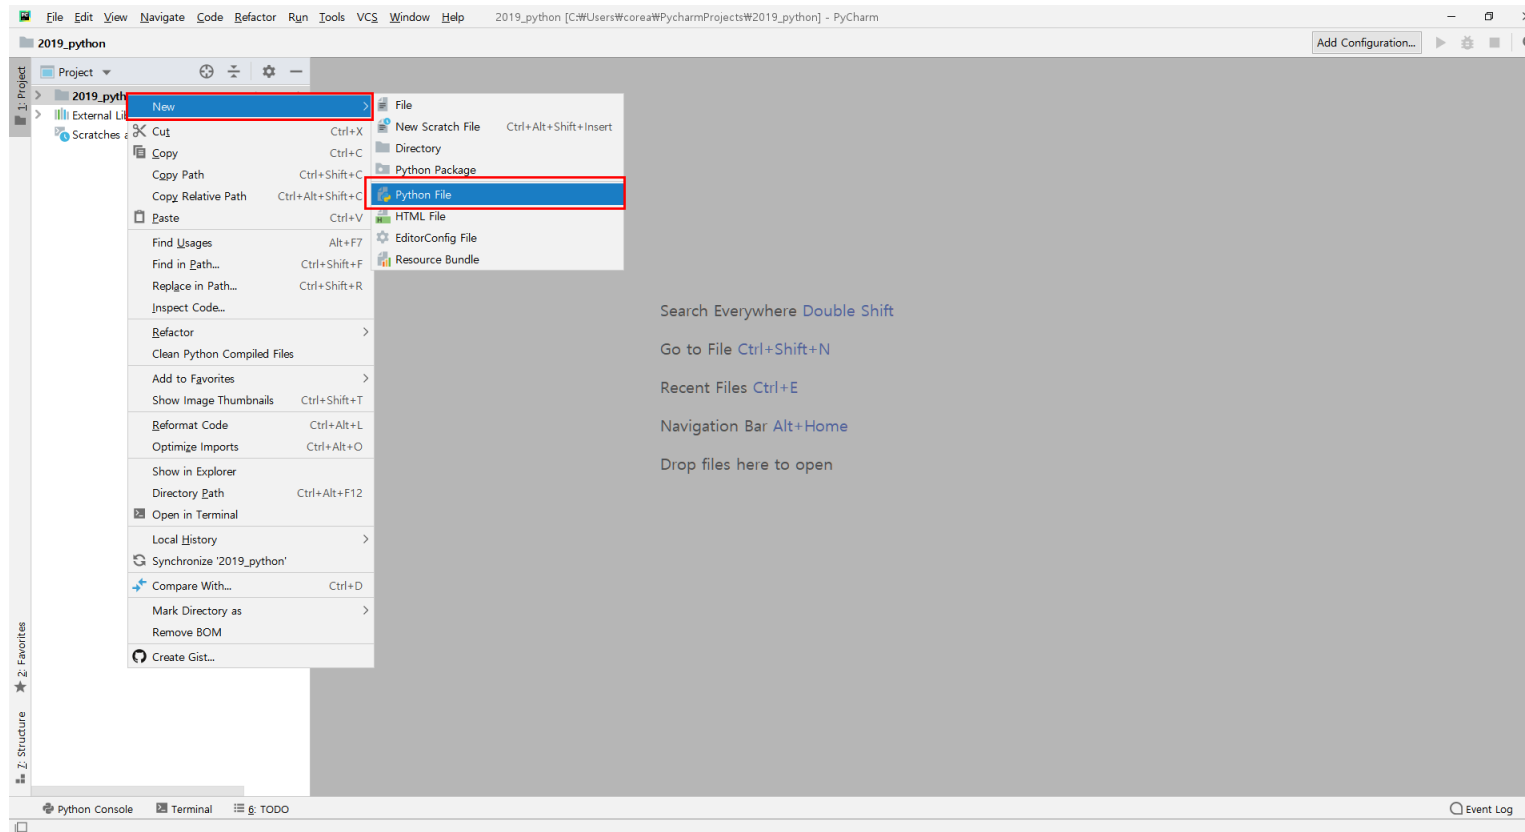 File Edit View Navigate Code Refactor Run Tools VCS Window Help 2019_python [C:₩Users₩corea₩PycharmProjects₩2019_python] - PyCharm
2019_python Add Configuration...
1: Project
Project
2019_pyth
External Li
Scratches a
New
Cut Ctrl+X
Copy Ctrl+C
Copy Path Ctrl+Shift+C
Copy Relative Path Ctrl+Alt+Shift+C
Paste Ctrl+V
Find Usages Alt+F7
Find in Path... Ctrl+Shift+F
Replace in Path... Ctrl+Shift+R
Inspect Code...
Refactor
Clean Python Compiled Files
Add to Favorites
Show Image Thumbnails Ctrl+Shift+T
Reformat Code Ctrl+Alt+L
Optimize Imports Ctrl+Alt+O
Show in Explorer
Directory Path Ctrl+Alt+F12
Open in Terminal
Local History
Synchronize '2019_python'
Compare With... Ctrl+D
Mark Directory as
Remove BOM
Create Gist...
File
New Scratch File Ctrl+Alt+Shift+Insert
Directory
Python Package
Python File
HTML File
EditorConfig File
Resource Bundle
Search Everywhere Double Shift
Go to File Ctrl+Shift+N
Recent Files Ctrl+E
Navigation Bar Alt+Home
Drop files here to open
2: Favorites
7: Structure
Python Console Terminal 6: TODO Event Log